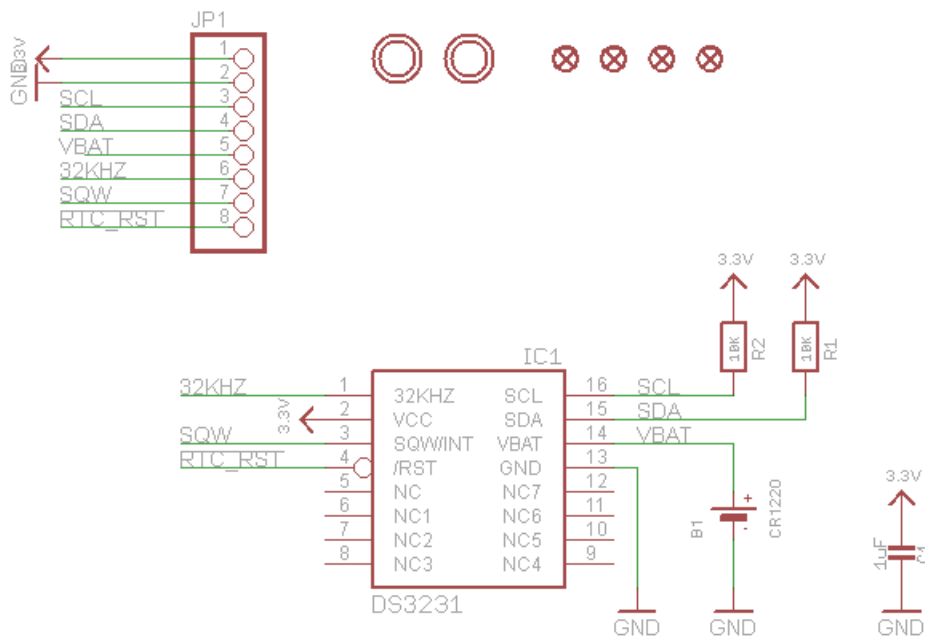 JP1
3.3V
GND
1
2
SCL 3
SDA 4
VBAT 5
32KHZ 6
SQW 7
RTC_RST 8
3.3V 3.3V
10K R2 10K R1
IC1
32KHZ 1 32KHZ SCL 16 SCL
3.3V 2 VCC SDA 15 SDA
SQW 3 SQW/INT VBAT 14 VBAT
RTC_RST 4 /RST GND 13
5 NC NC7 12
6 NC1 NC6 11
7 NC2 NC5 10
8 NC3 NC4 9
DS3231
B1 + - CR1220
3.3V
1uF
GND GND GND